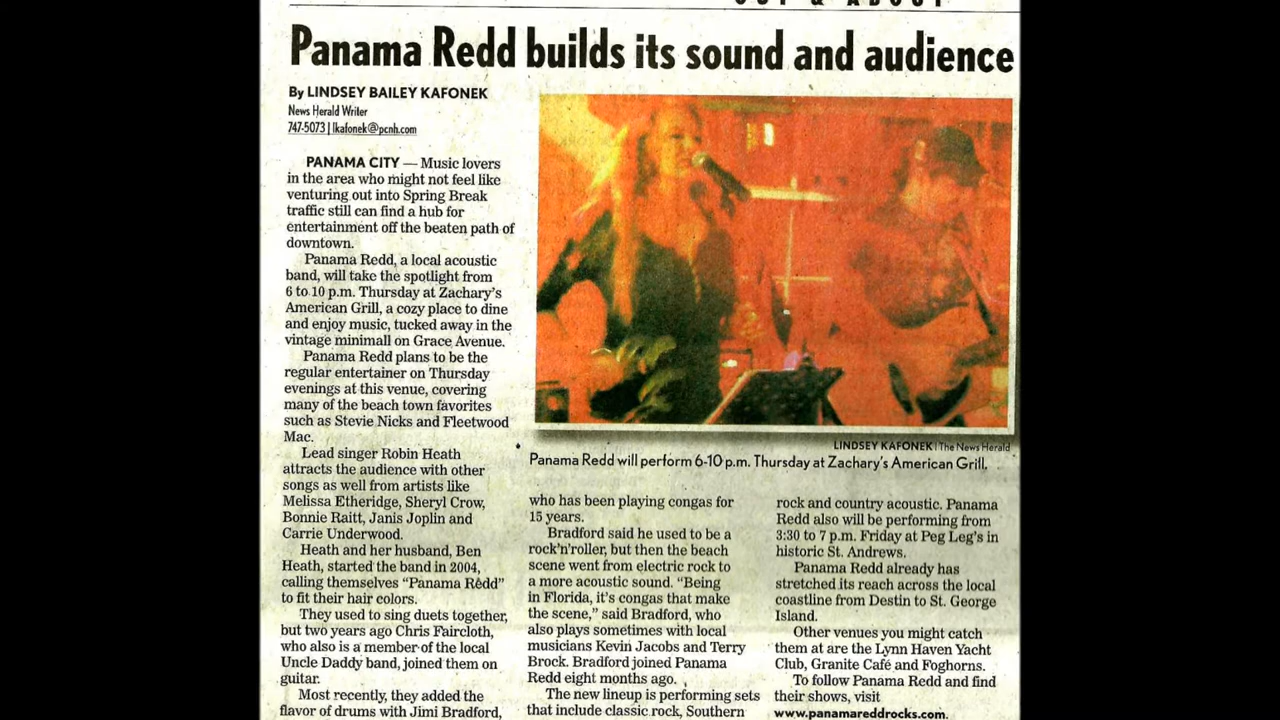 OUT & ABOUT
Panama Redd builds its sound and audience
By LINDSEY BAILEY KAFONEK
News Herald Writer
747-5073 | lkafonek@pcnh.com
PANAMA CITY — Music lovers
in the area who might not feel like
venturing out into Spring Break
traffic still can find a hub for
entertainment off the beaten path of
downtown.
Panama Redd, a local acoustic
band, will take the spotlight from
6 to 10 p.m. Thursday at Zachary's
American Grill, a cozy place to dine
and enjoy music, tucked away in the
vintage minimall on Grace Avenue.
Panama Redd plans to be the
regular entertainer on Thursday
evenings at this venue, covering
many of the beach town favorites
such as Stevie Nicks and Fleetwood
Mac.
Lead singer Robin Heath
attracts the audience with other
songs as well from artists like
Melissa Etheridge, Sheryl Crow,
Bonnie Raitt, Janis Joplin and
Carrie Underwood.
Heath and her husband, Ben
Heath, started the band in 2004,
calling themselves "Panama Redd"
to fit their hair colors.
They used to sing duets together,
but two years ago Chris Faircloth,
who also is a member of the local
Uncle Daddy band, joined them on
guitar.
Most recently, they added the
flavor of drums with Jimi Bradford,
LINDSEY KAFONEK | The News Herald
Panama Redd will perform 6-10 p.m. Thursday at Zachary's American Grill.
who has been playing congas for
15 years.
Bradford said he used to be a
rock'n'roller, but then the beach
scene went from electric rock to
a more acoustic sound. "Being
in Florida, it's congas that make
the scene," said Bradford, who
also plays sometimes with local
musicians Kevin Jacobs and Terry
Brock. Bradford joined Panama
Redd eight months ago.
The new lineup is performing sets
that include classic rock, Southern
rock and country acoustic. Panama
Redd also will be performing from
3:30 to 7 p.m. Friday at Peg Leg's in
historic St. Andrews.
Panama Redd already has
stretched its reach across the local
coastline from Destin to St. George
Island.
Other venues you might catch
them at are the Lynn Haven Yacht
Club, Granite Café and Foghorns.
To follow Panama Redd and find
their shows, visit
www.panamareddrocks.com.